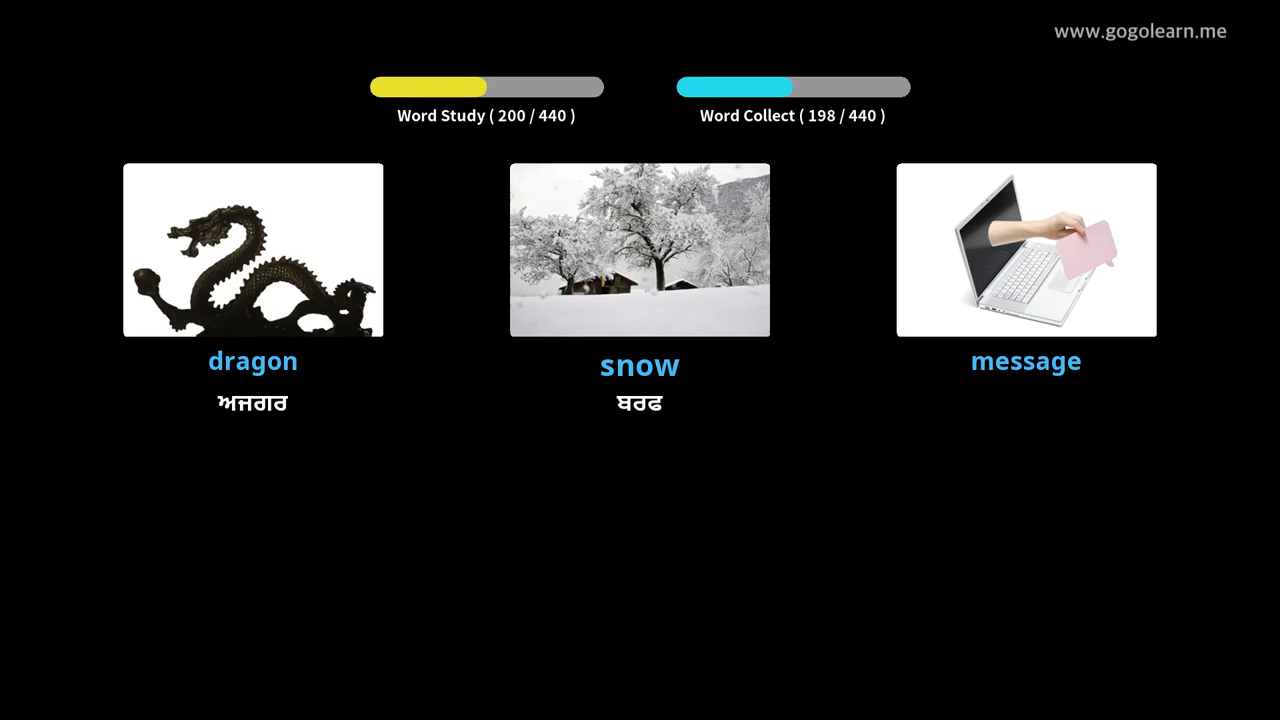 www.gogolearn.me
Word Study ( 200 / 440 )
Word Collect ( 198 / 440 )
dragon
snow
message
ਅਜਗਰ
ਬਰਫ